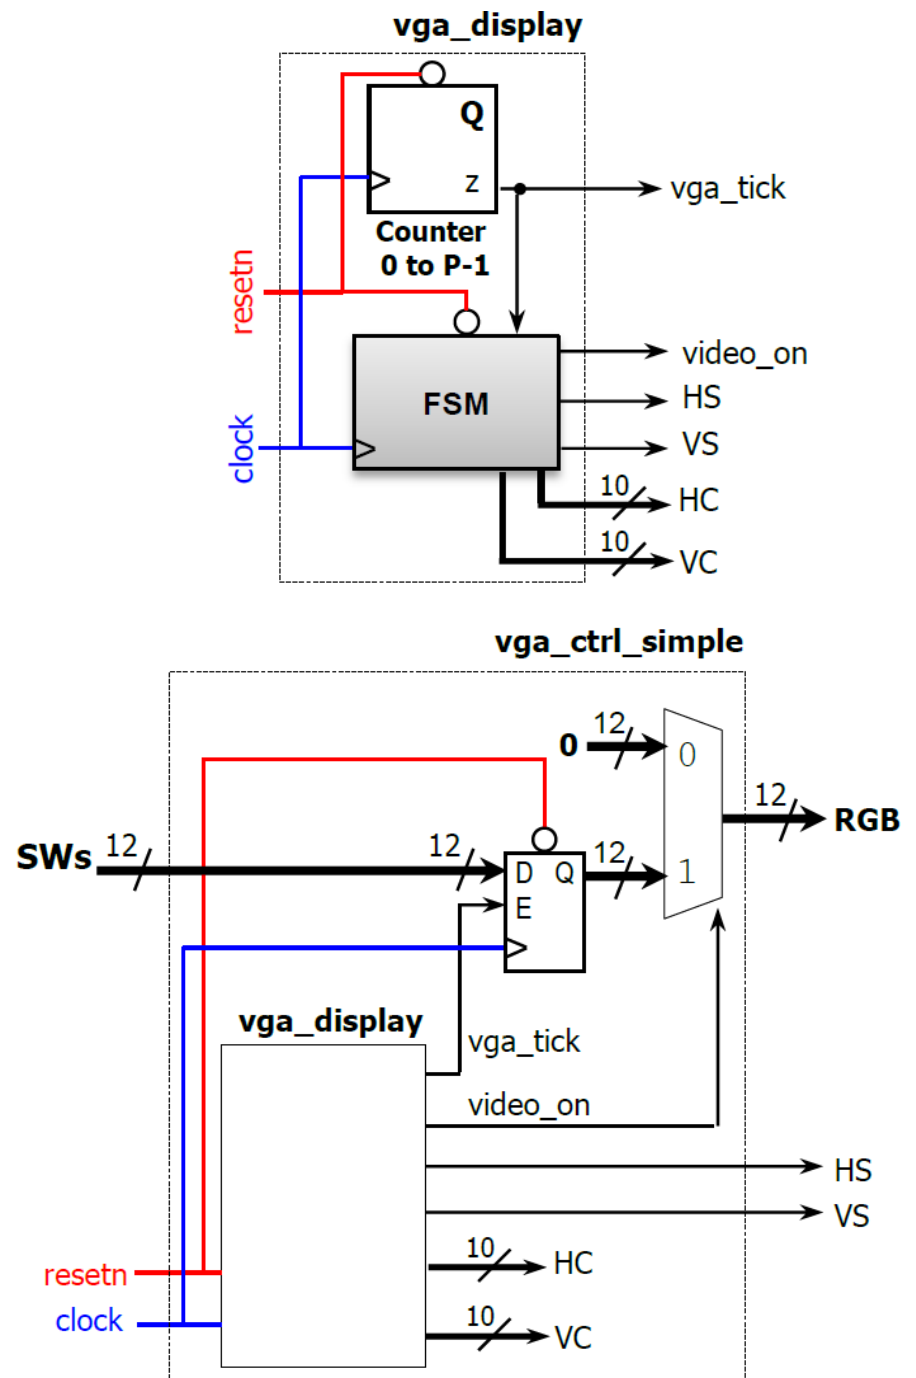 vga_display
Q
z
vga_tick
Counter
0 to P-1
resetn
video_on
FSM
HS
clock
VS
10
HC
10
VC
vga_ctrl_simple
12
0
0
12
RGB
SWs
12
12
12
D Q
1
E
vga_display
vga_tick
video_on
HS
VS
10
HC
resetn
clock
10
VC